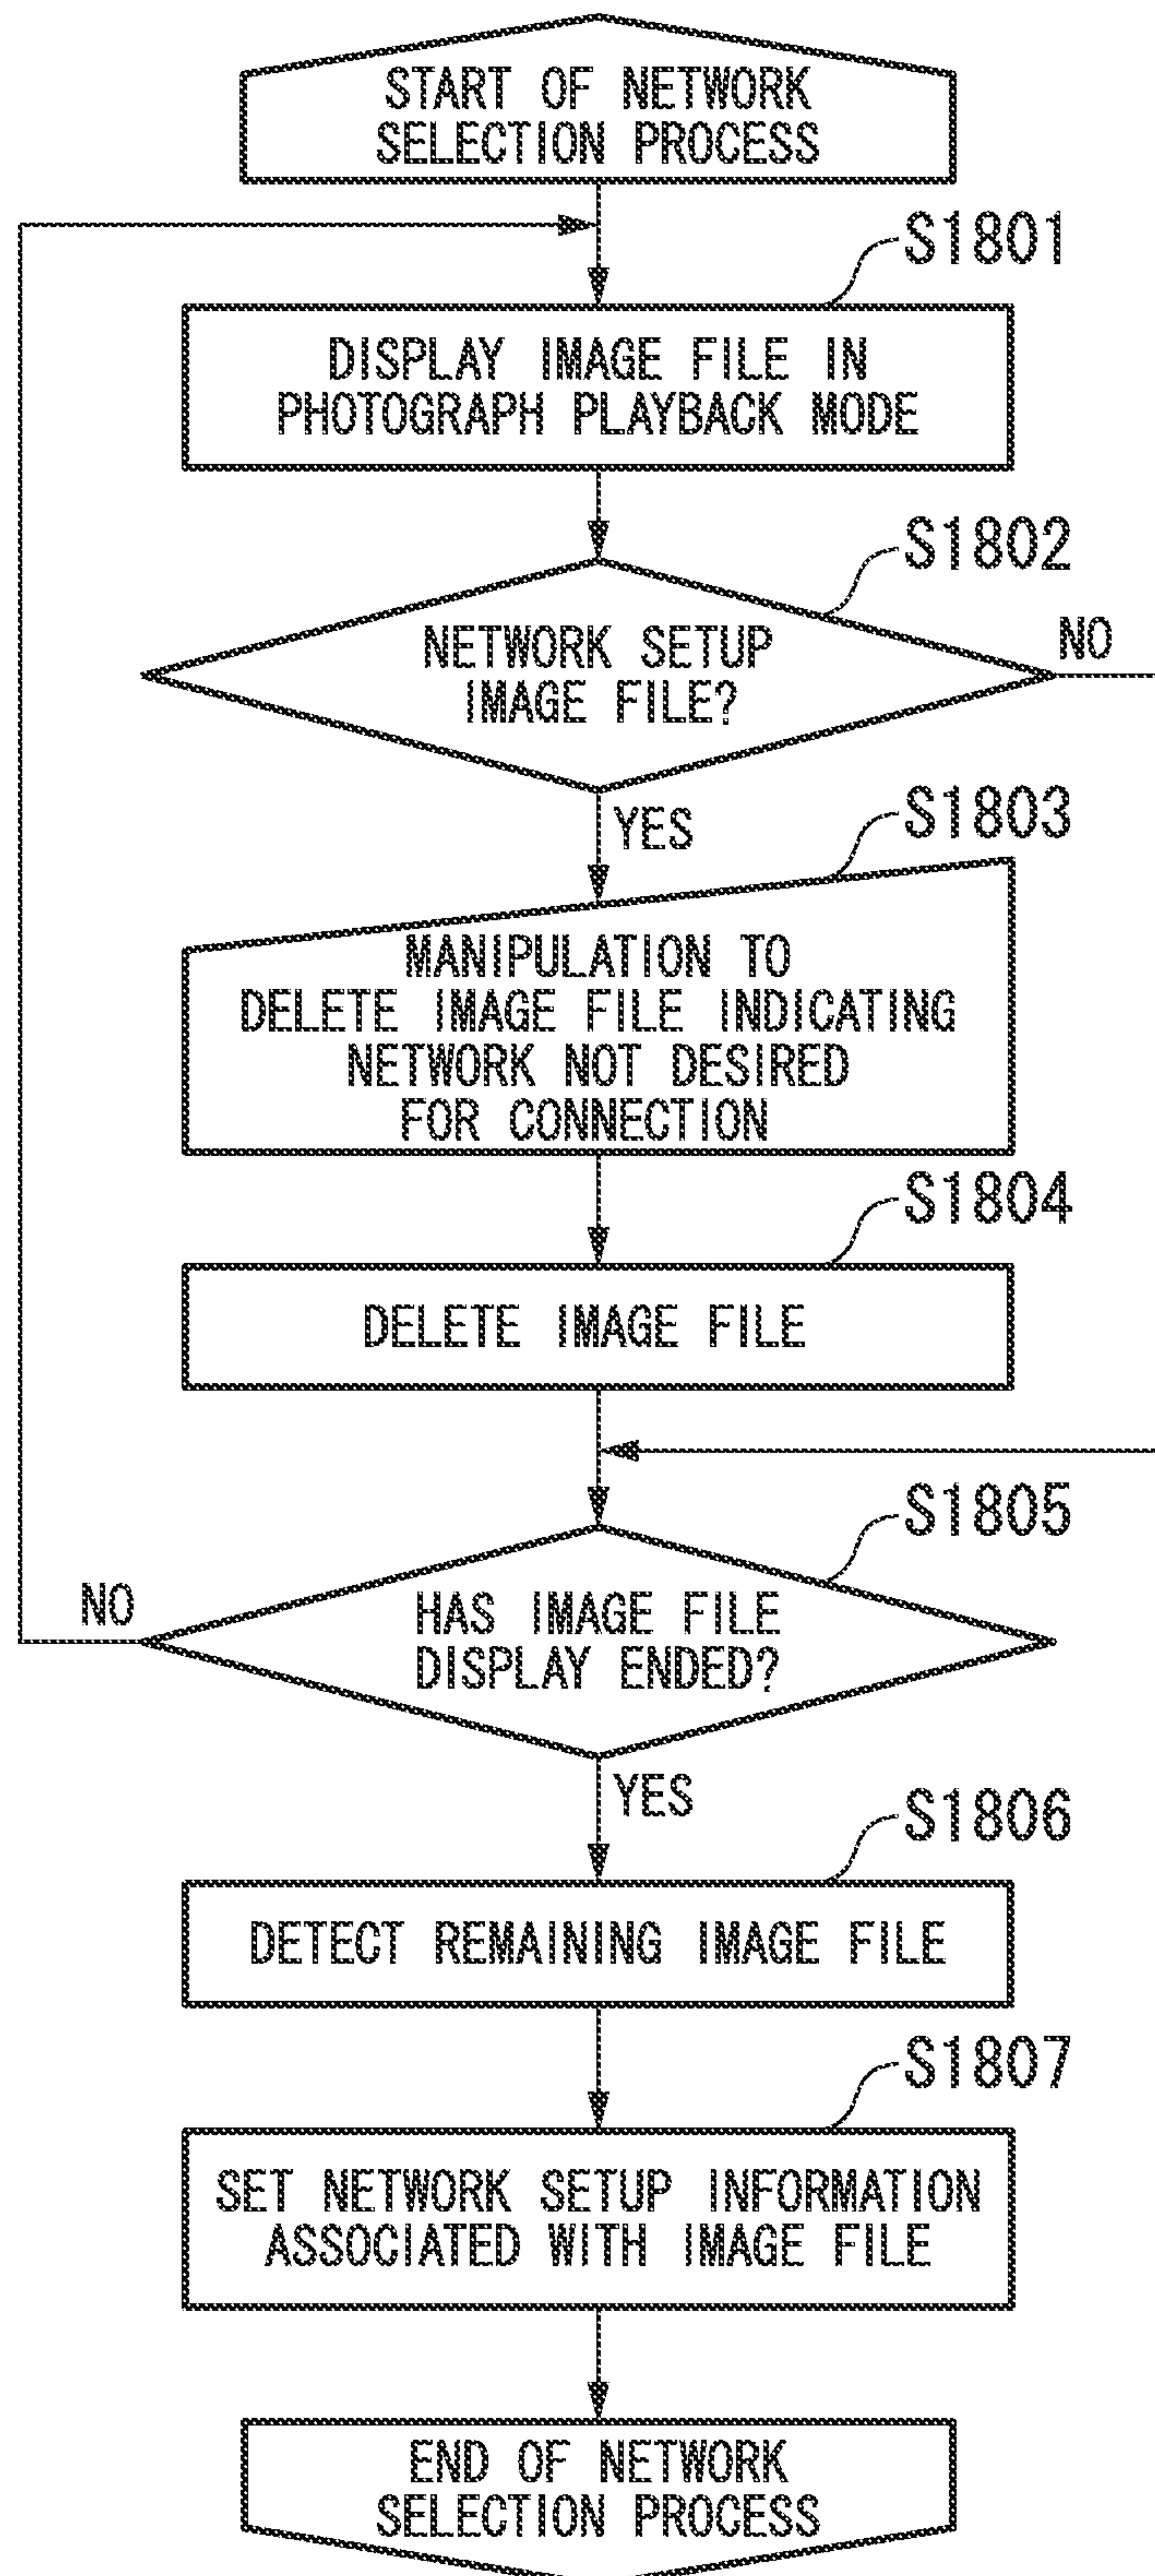 START OF NETWORK
SELECTION PROCESS
S1801
DISPLAY IMAGE FILE IN
PHOTOGRAPH PLAYBACK MODE
S1802
NETWORK SETUP
IMAGE FILE?
NO
YES
S1803
MANIPULATION TO
DELETE IMAGE FILE INDICATING
NETWORK NOT DESIRED
FOR CONNECTION
S1804
DELETE IMAGE FILE
S1805
HAS IMAGE FILE
DISPLAY ENDED?
NO
YES
S1806
DETECT REMAINING IMAGE FILE
S1807
SET NETWORK SETUP INFORMATION
ASSOCIATED WITH IMAGE FILE
END OF NETWORK
SELECTION PROCESS